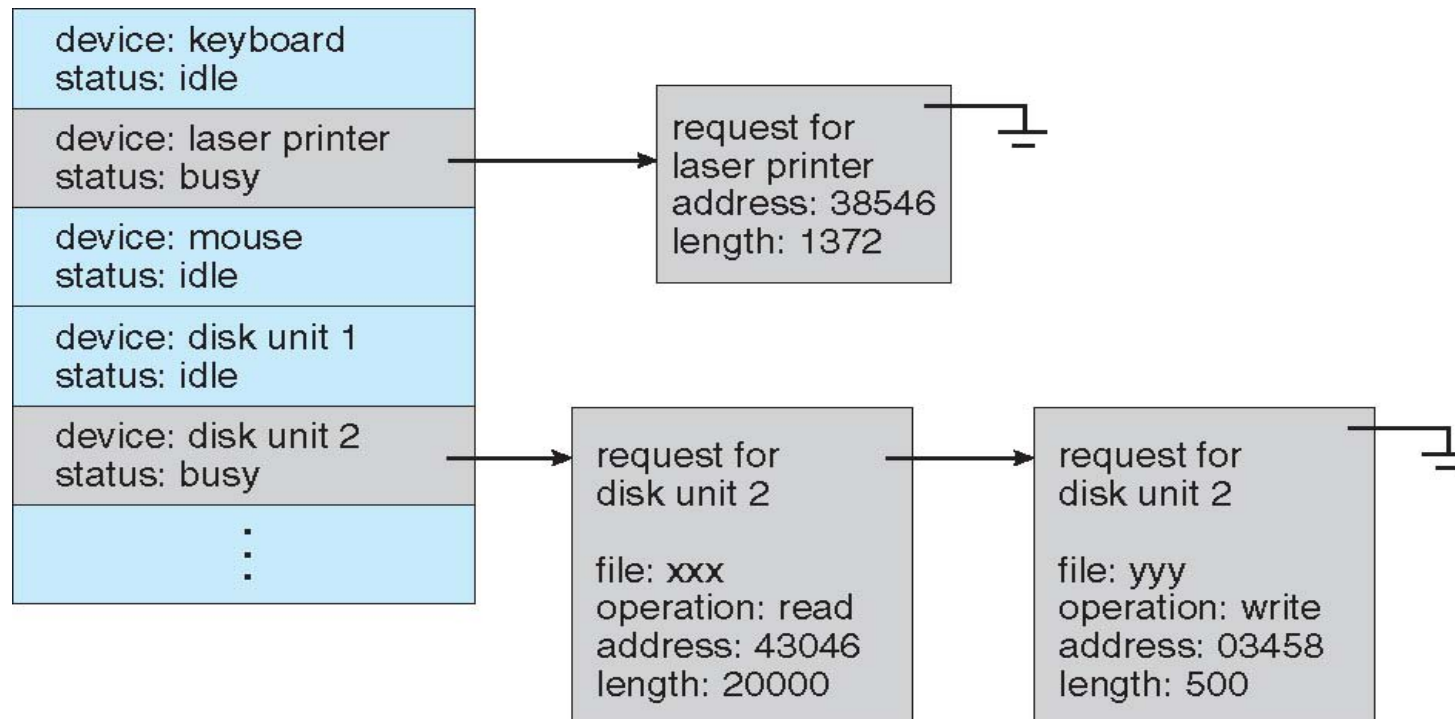 device: keyboard
status: idle
device: laser printer
status: busy
device: mouse
status: idle
device: disk unit 1
status: idle
device: disk unit 2
status: busy
request for
laser printer
address: 38546
length: 1372
request for
disk unit 2
file: xxx
operation: read
address: 43046
length: 20000
request for
disk unit 2
file: yyy
operation: write
address: 03458
length: 500